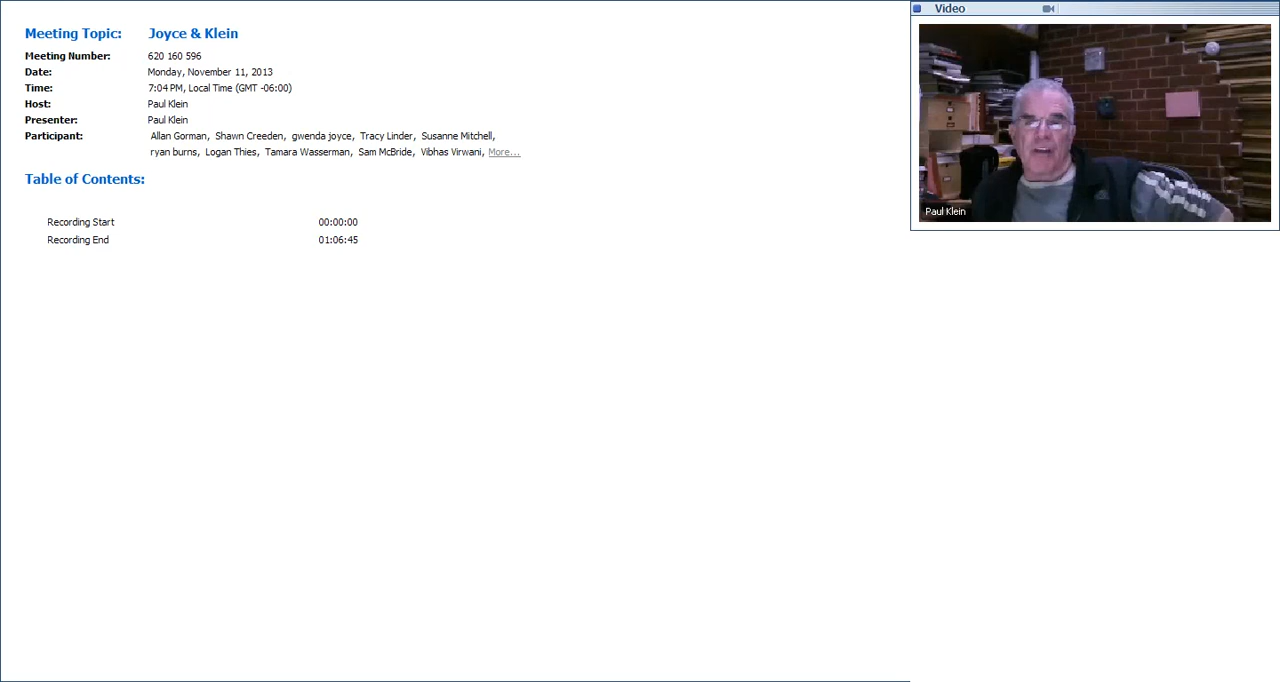 Meeting Topic: Joyce & Klein
Meeting Number: 620 160 596
Date: Monday, November 11, 2013
Time: 7:04 PM, Local Time (GMT -06:00)
Host: Paul Klein
Presenter: Paul Klein
Participant: Allan Gorman, Shawn Creeden, gwenda joyce, Tracy Linder, Susanne Mitchell,
ryan burns, Logan Thies, Tamara Wasserman, Sam McBride, Vibhas Virwani, More...
Table of Contents:
Recording Start 00:00:00
Recording End 01:06:45
Video
Paul Klein